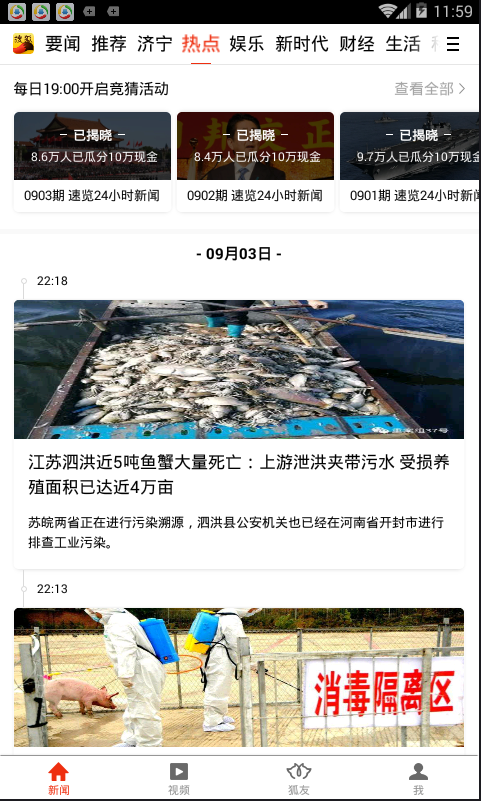 11:59
搜狐
要闻 推荐 济宁 热点 娱乐 新时代 财经 生活
每日19:00开启竞猜活动
查看全部
已揭晓
8.6万人已瓜分10万现金
0903期 速览24小时新闻
已揭晓
8.4万人已瓜分10万现金
0902期 速览24小时新闻
已揭晓
9.7万人已瓜分10万现金
0901期 速览24小时新闻
- 09月03日 -
22:18
江苏泗洪近5吨鱼蟹大量死亡：上游泄洪夹带污水 受损养
殖面积已达近4万亩
苏皖两省正在进行污染溯源，泗洪县公安机关也已经在河南省开封市进行
排查工业污染。
22:13
消毒隔离区
新闻 视频 狐友 我